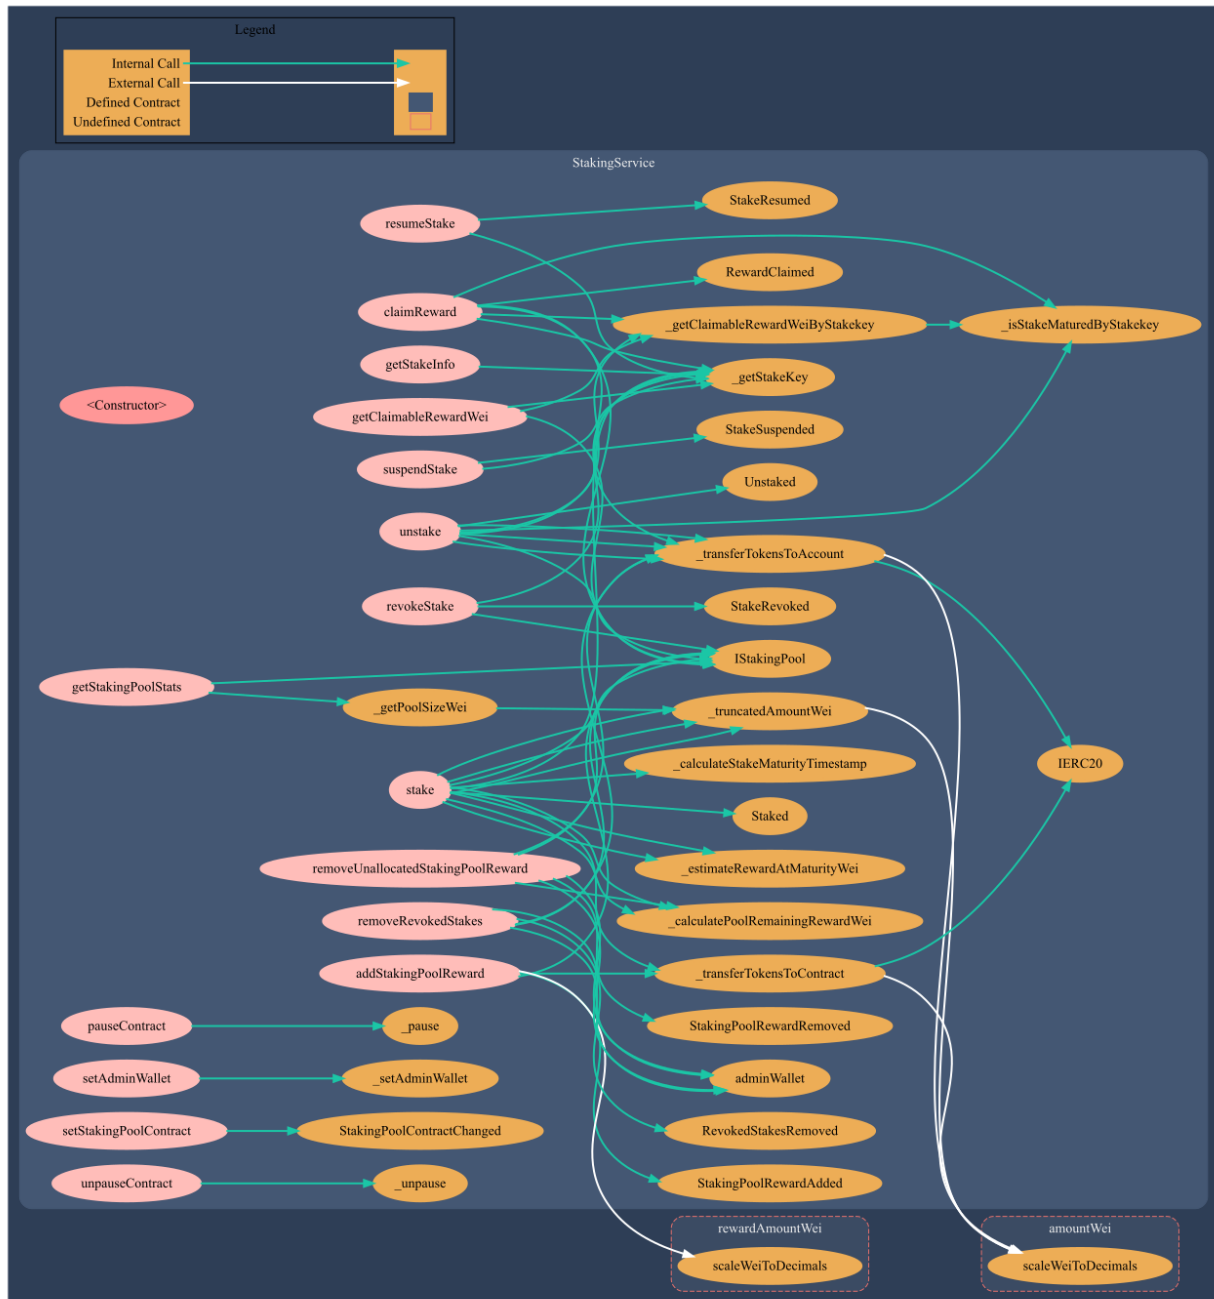 Legend
Internal Call
External Call
Defined Contract
Undefined Contract
StakingService
StakeResumed
resumeStake
RewardClaimed
claimReward
_getClaimableRewardWeiByStakekey
_isStakeMaturedByStakekey
getStakeInfo
_getStakeKey
<Constructor>
getClaimableRewardWei
StakeSuspended
suspendStake
Unstaked
unstake
_transferTokensToAccount
revokeStake
StakeRevoked
IStakingPool
getStakingPoolStats
_getPoolSizeWei
_truncatedAmountWei
_calculateStakeMaturityTimestamp
IERC20
stake
Staked
removeUnallocatedStakingPoolReward
_estimateRewardAtMaturityWei
removeRevokedStakes
_calculatePoolRemainingRewardWei
addStakingPoolReward
_transferTokensToContract
pauseContract
_pause
StakingPoolRewardRemoved
setAdminWallet
_setAdminWallet
adminWallet
setStakingPoolContract
StakingPoolContractChanged
RevokedStakesRemoved
unpauseContract
_unpause
StakingPoolRewardAdded
rewardAmountWei
amountWei
scaleWeiToDecimals
scaleWeiToDecimals